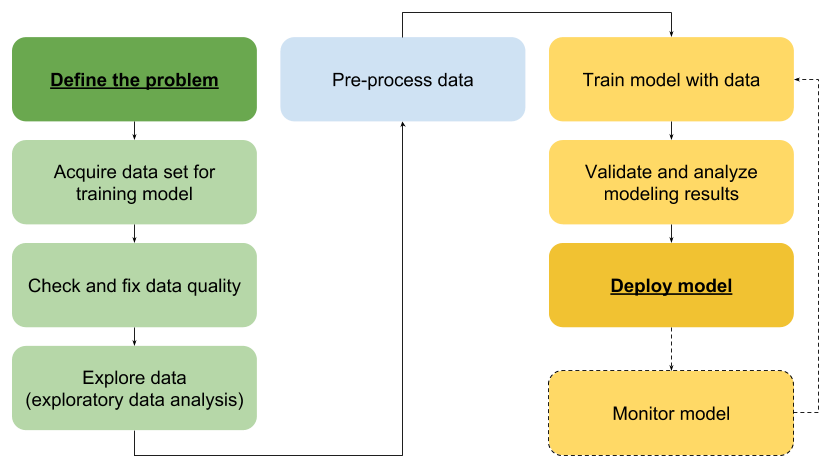 Define the problem
Acquire data set for
training model
Check and fix data quality
Explore data
(exploratory data analysis)
Pre-process data
Train model with data
Validate and analyze
modeling results
Deploy model
Monitor model